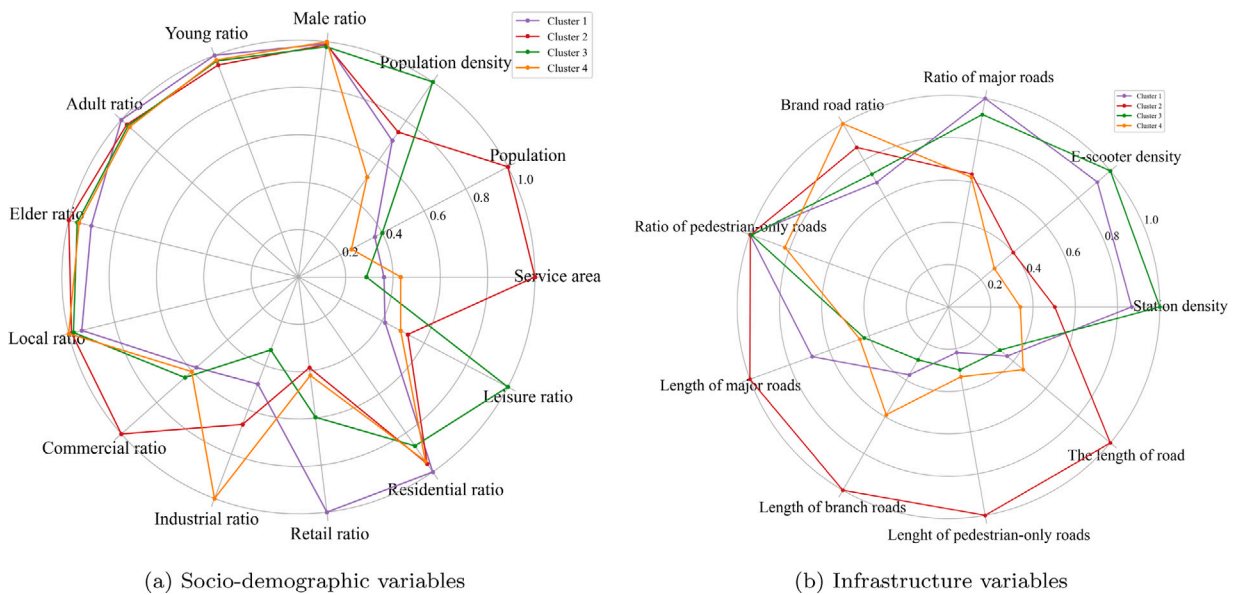 Male ratio
Young ratio
Population density
Adult ratio
Population
Elder ratio
Service area
Local ratio
Leisure ratio
Commercial ratio
Residential ratio
Industrial ratio
Retail ratio
0.2
0.4
0.6
0.8
1.0
Cluster 1
Cluster 2
Cluster 3
Cluster 4
(a) Socio-demographic variables
Ratio of major roads
Brand road ratio
E-scooter density
Ratio of pedestrian-only roads
Station density
Length of major roads
The length of road
Length of branch roads
Lenght of pedestrian-only roads
0.2
0.4
0.6
0.8
1.0
Cluster 1
Cluster 2
Cluster 3
Cluster 4
(b) Infrastructure variables